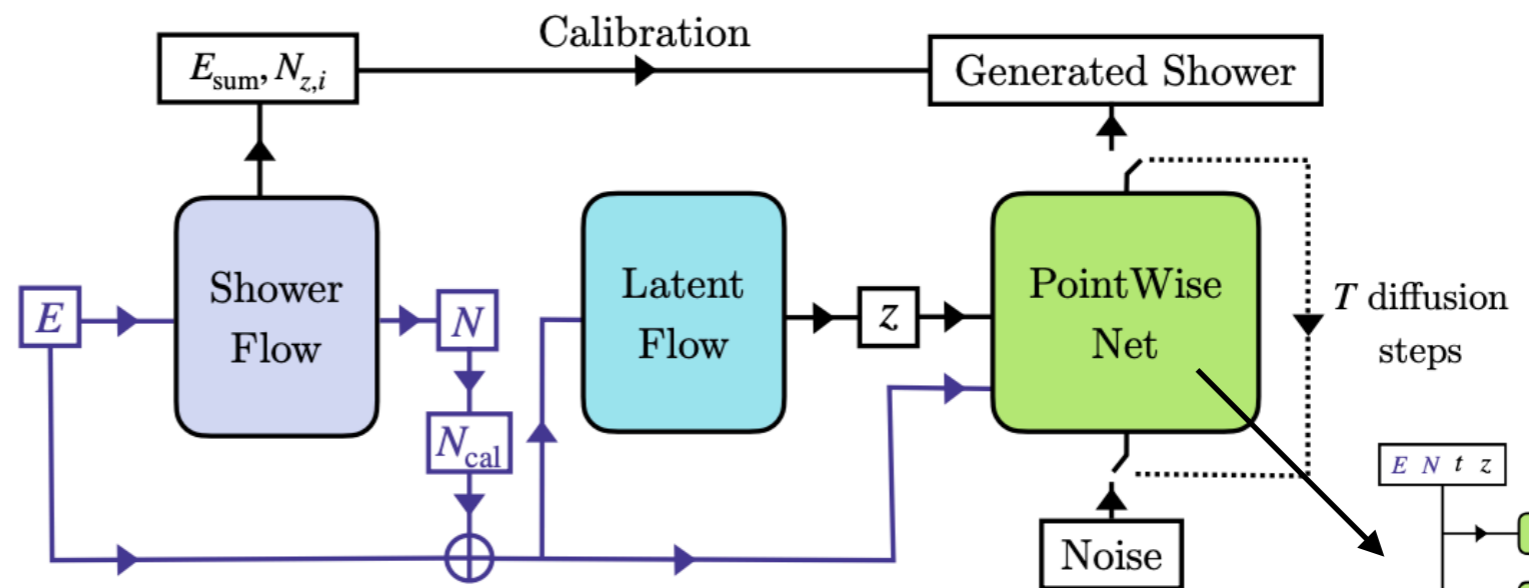 Calibration
E_sum, N_z,i
Generated Shower
Shower
Flow
Latent
Flow
PointWise
Net
E
N
z
T diffusion
steps
N_cal
E N t z
Noise